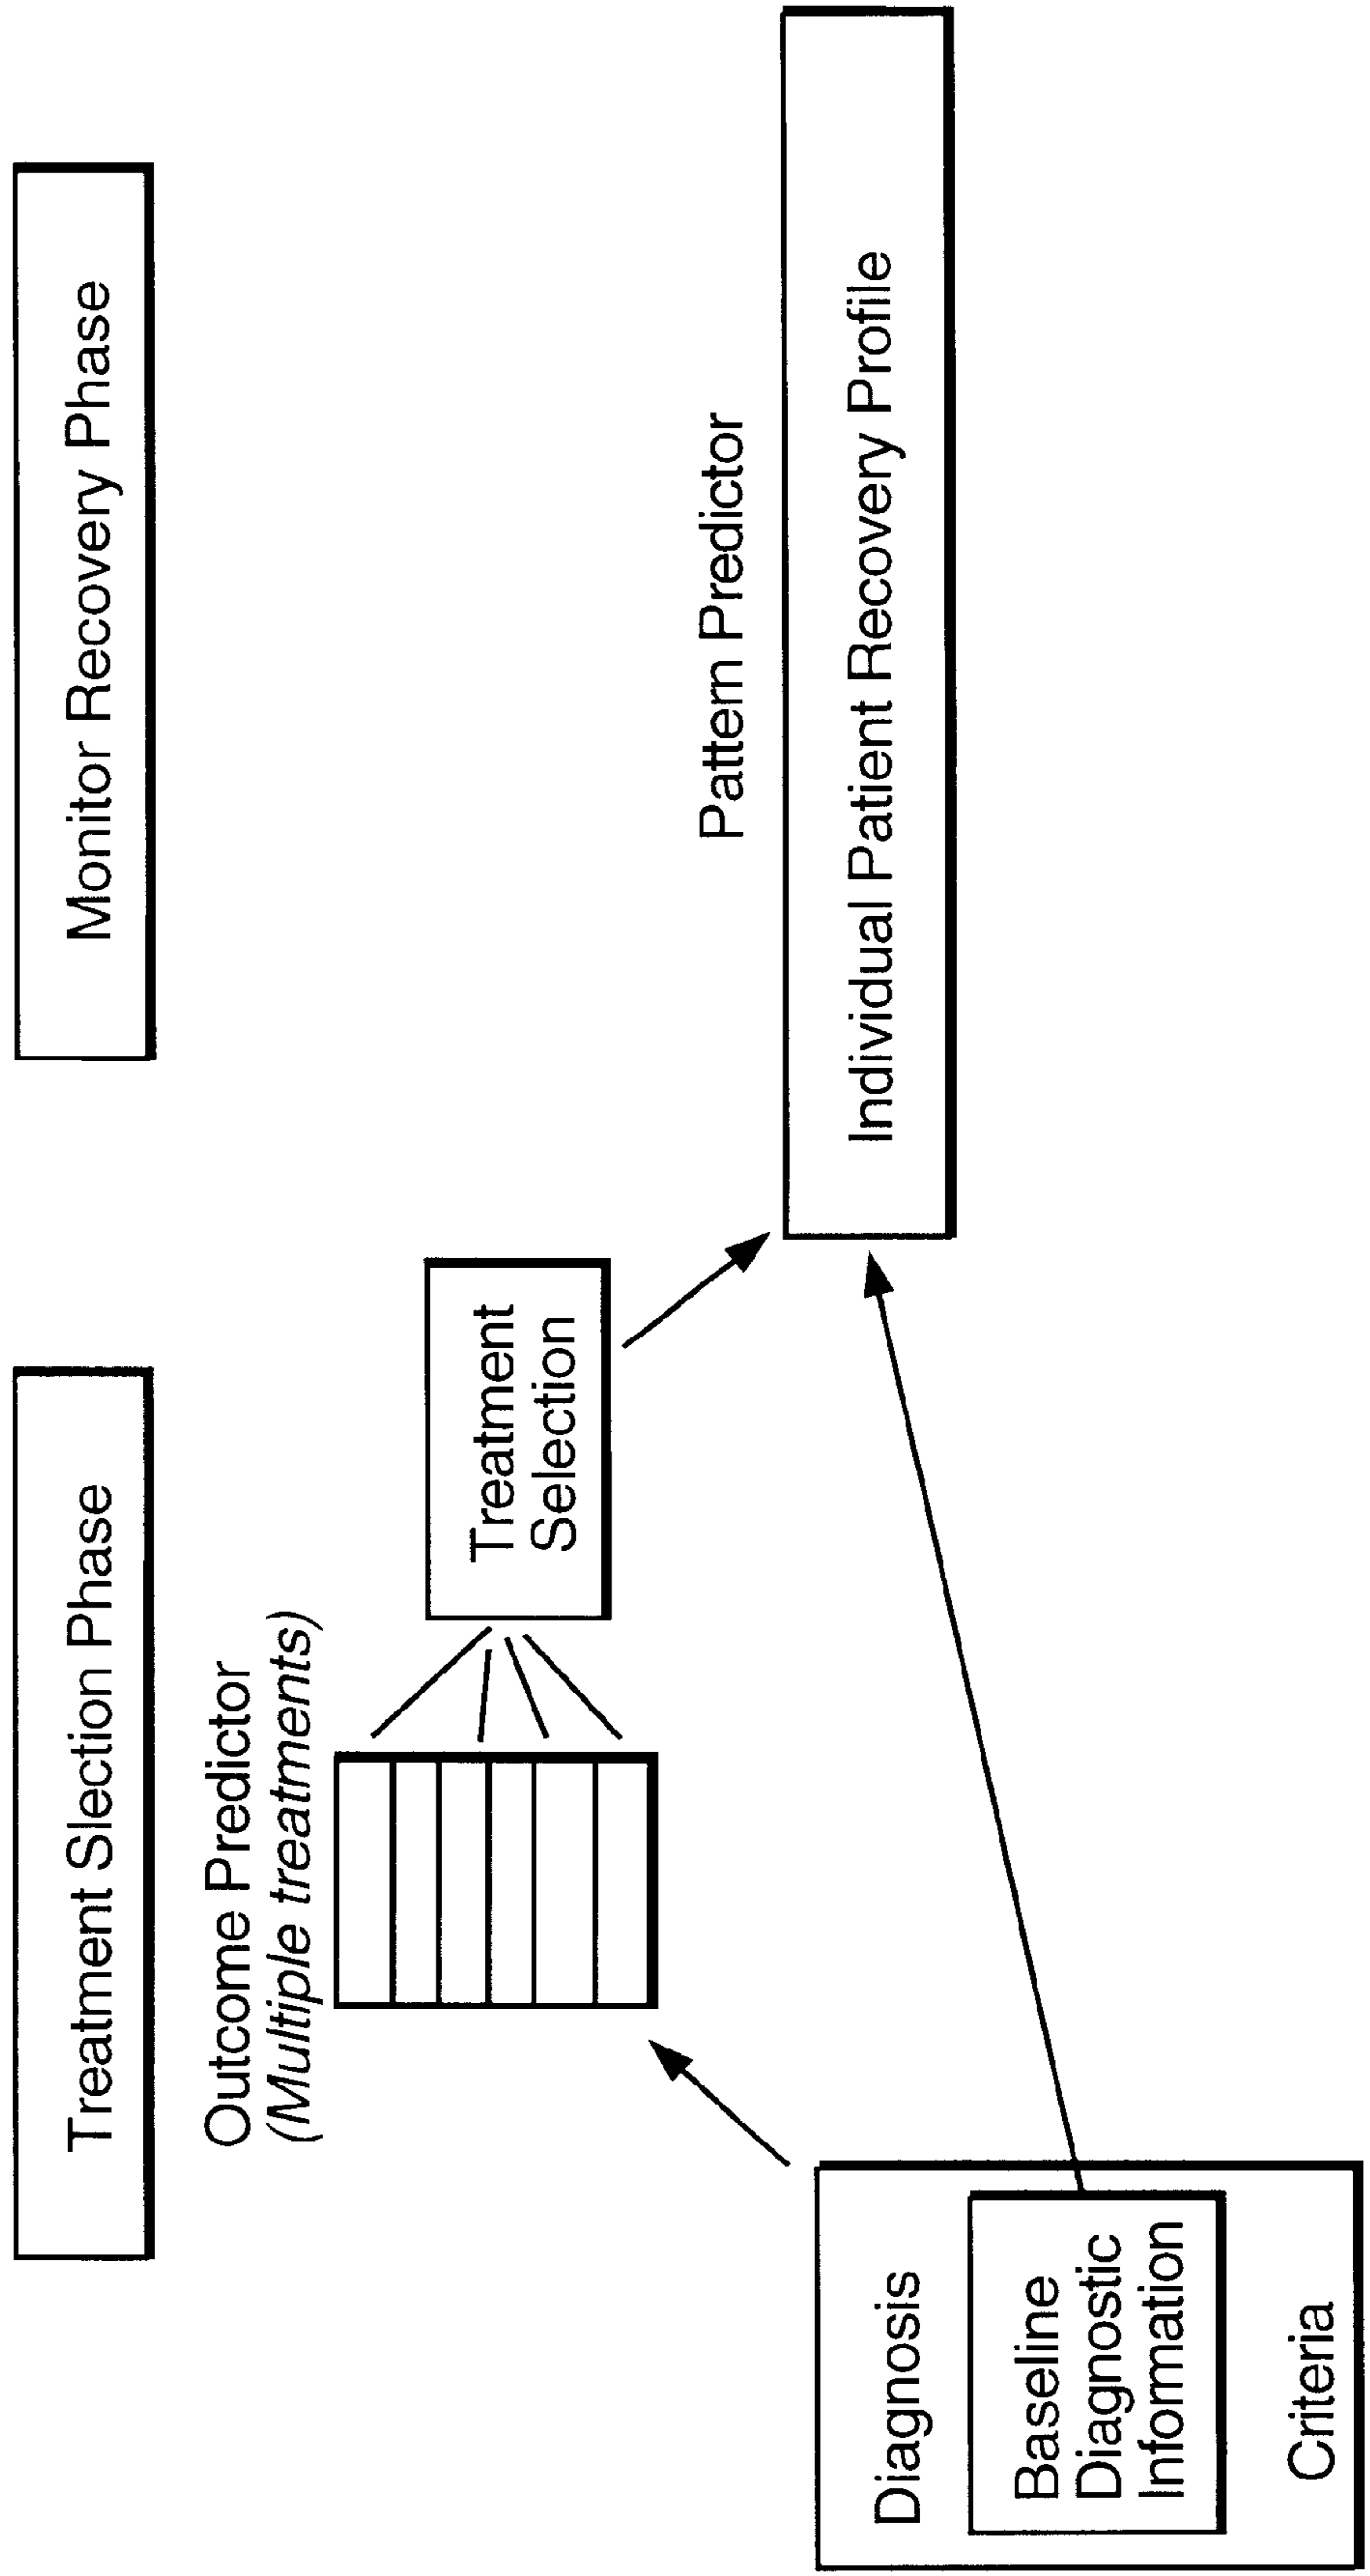 Treatment Slection Phase
Monitor Recovery Phase
Outcome Predictor
(Multiple treatments)
Treatment
Selection
Pattern Predictor
Individual Patient Recovery Profile
Diagnosis
Baseline
Diagnostic
Information
Criteria